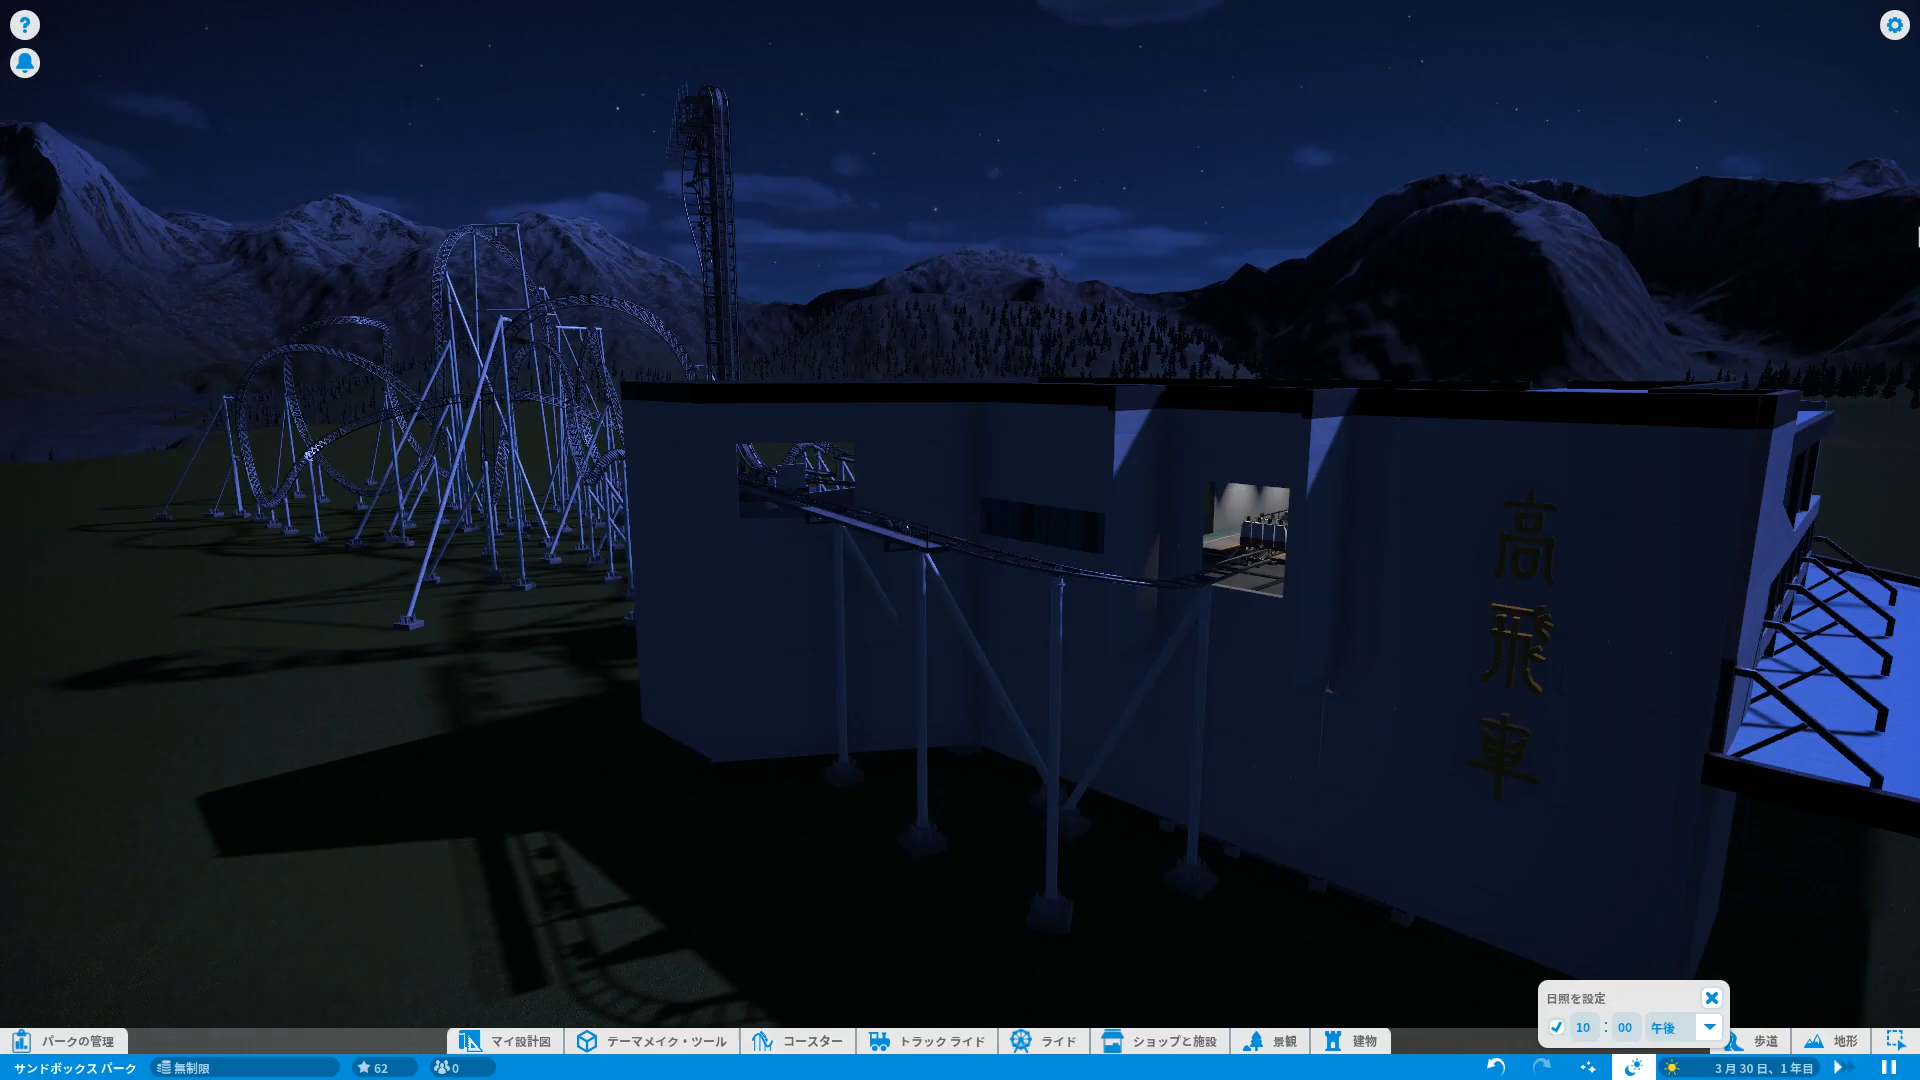 高
飛
車
日照を設定
10 : 00 午後
パークの管理
マイ設計図
テーマメイク・ツール
コースター
トラック ライド
ライド
ショップと施設
景観
建物
歩道
地形
サンドボックス パーク
無制限
62
0
3 月 30 日、1 年目